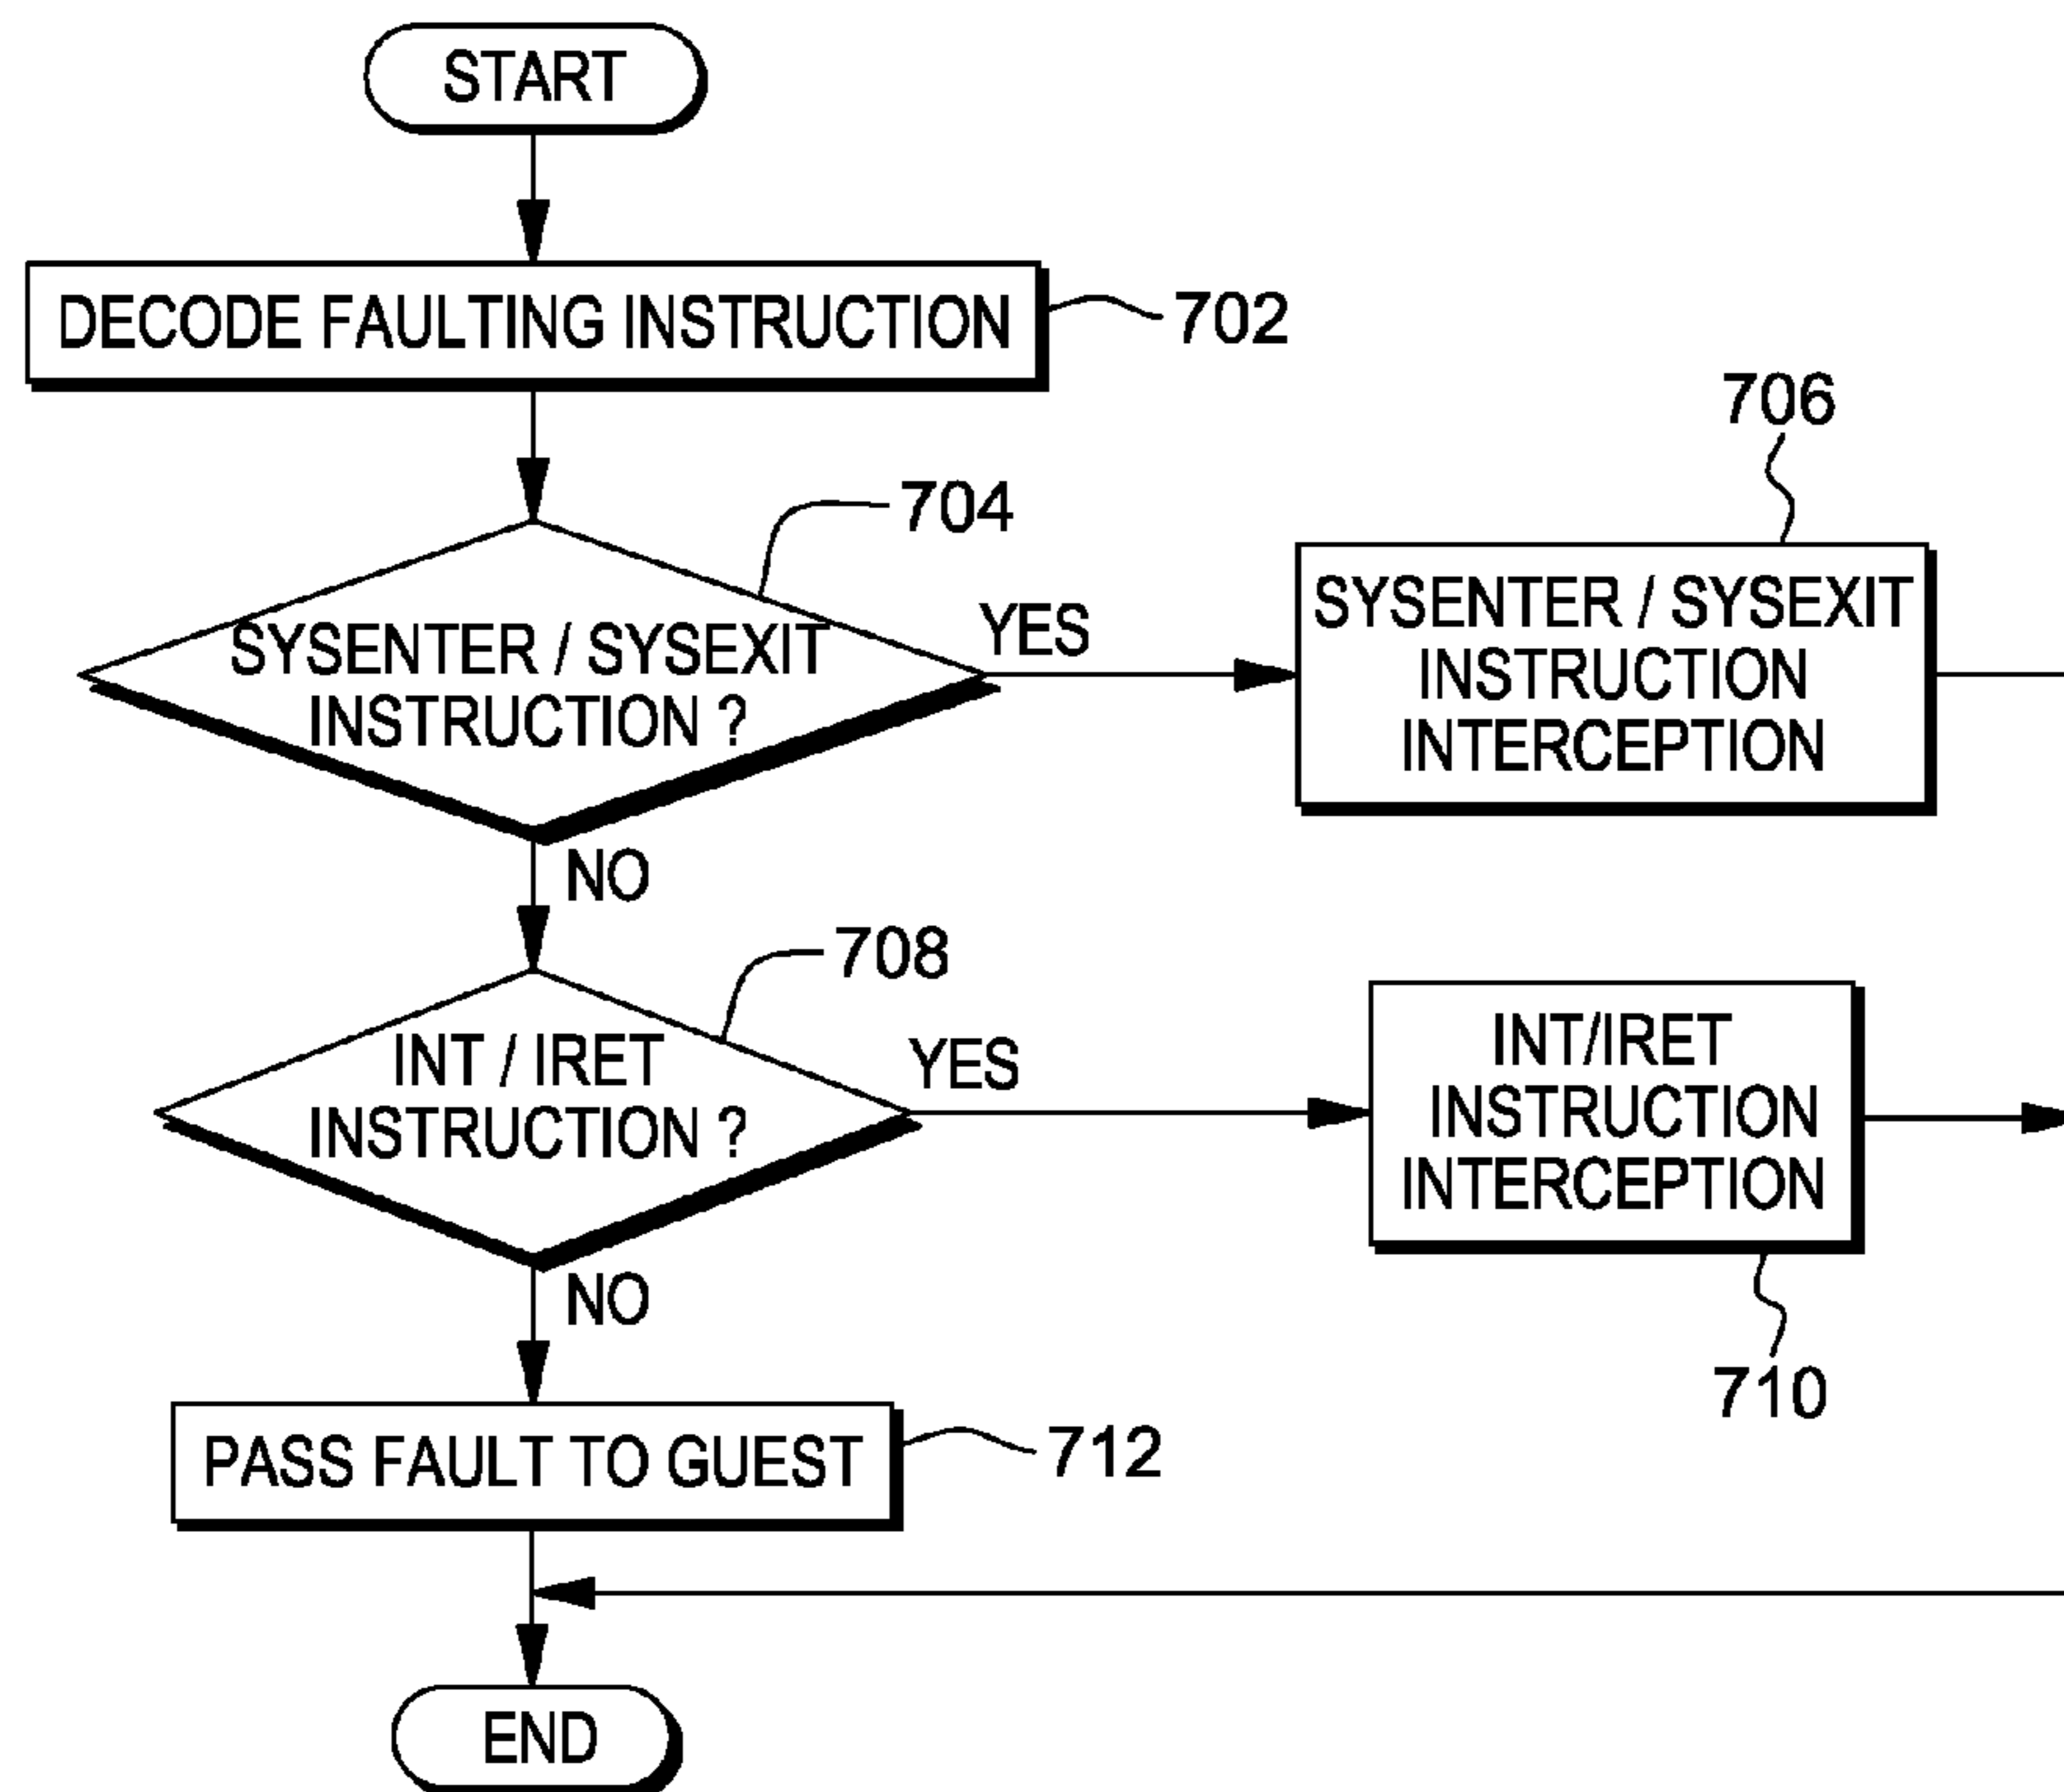 START
DECODE FAULTING INSTRUCTION
702
706
704
SYSENTER / SYSEXIT
INSTRUCTION ?
YES
SYSENTER / SYSEXIT
INSTRUCTION
INTERCEPTION
NO
708
INT / IRET
INSTRUCTION ?
YES
INT/IRET
INSTRUCTION
INTERCEPTION
NO
710
PASS FAULT TO GUEST
712
END